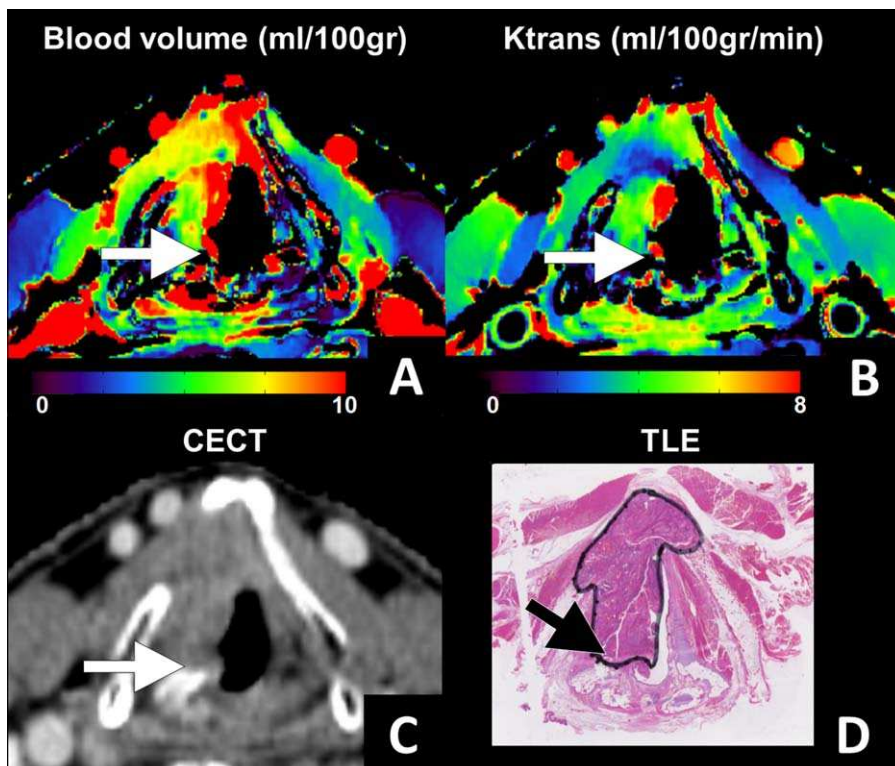 Blood volume (ml/100gr)
Ktrans (ml/100gr/min)
A
B
0
10
0
8
CECT
TLE
C
D